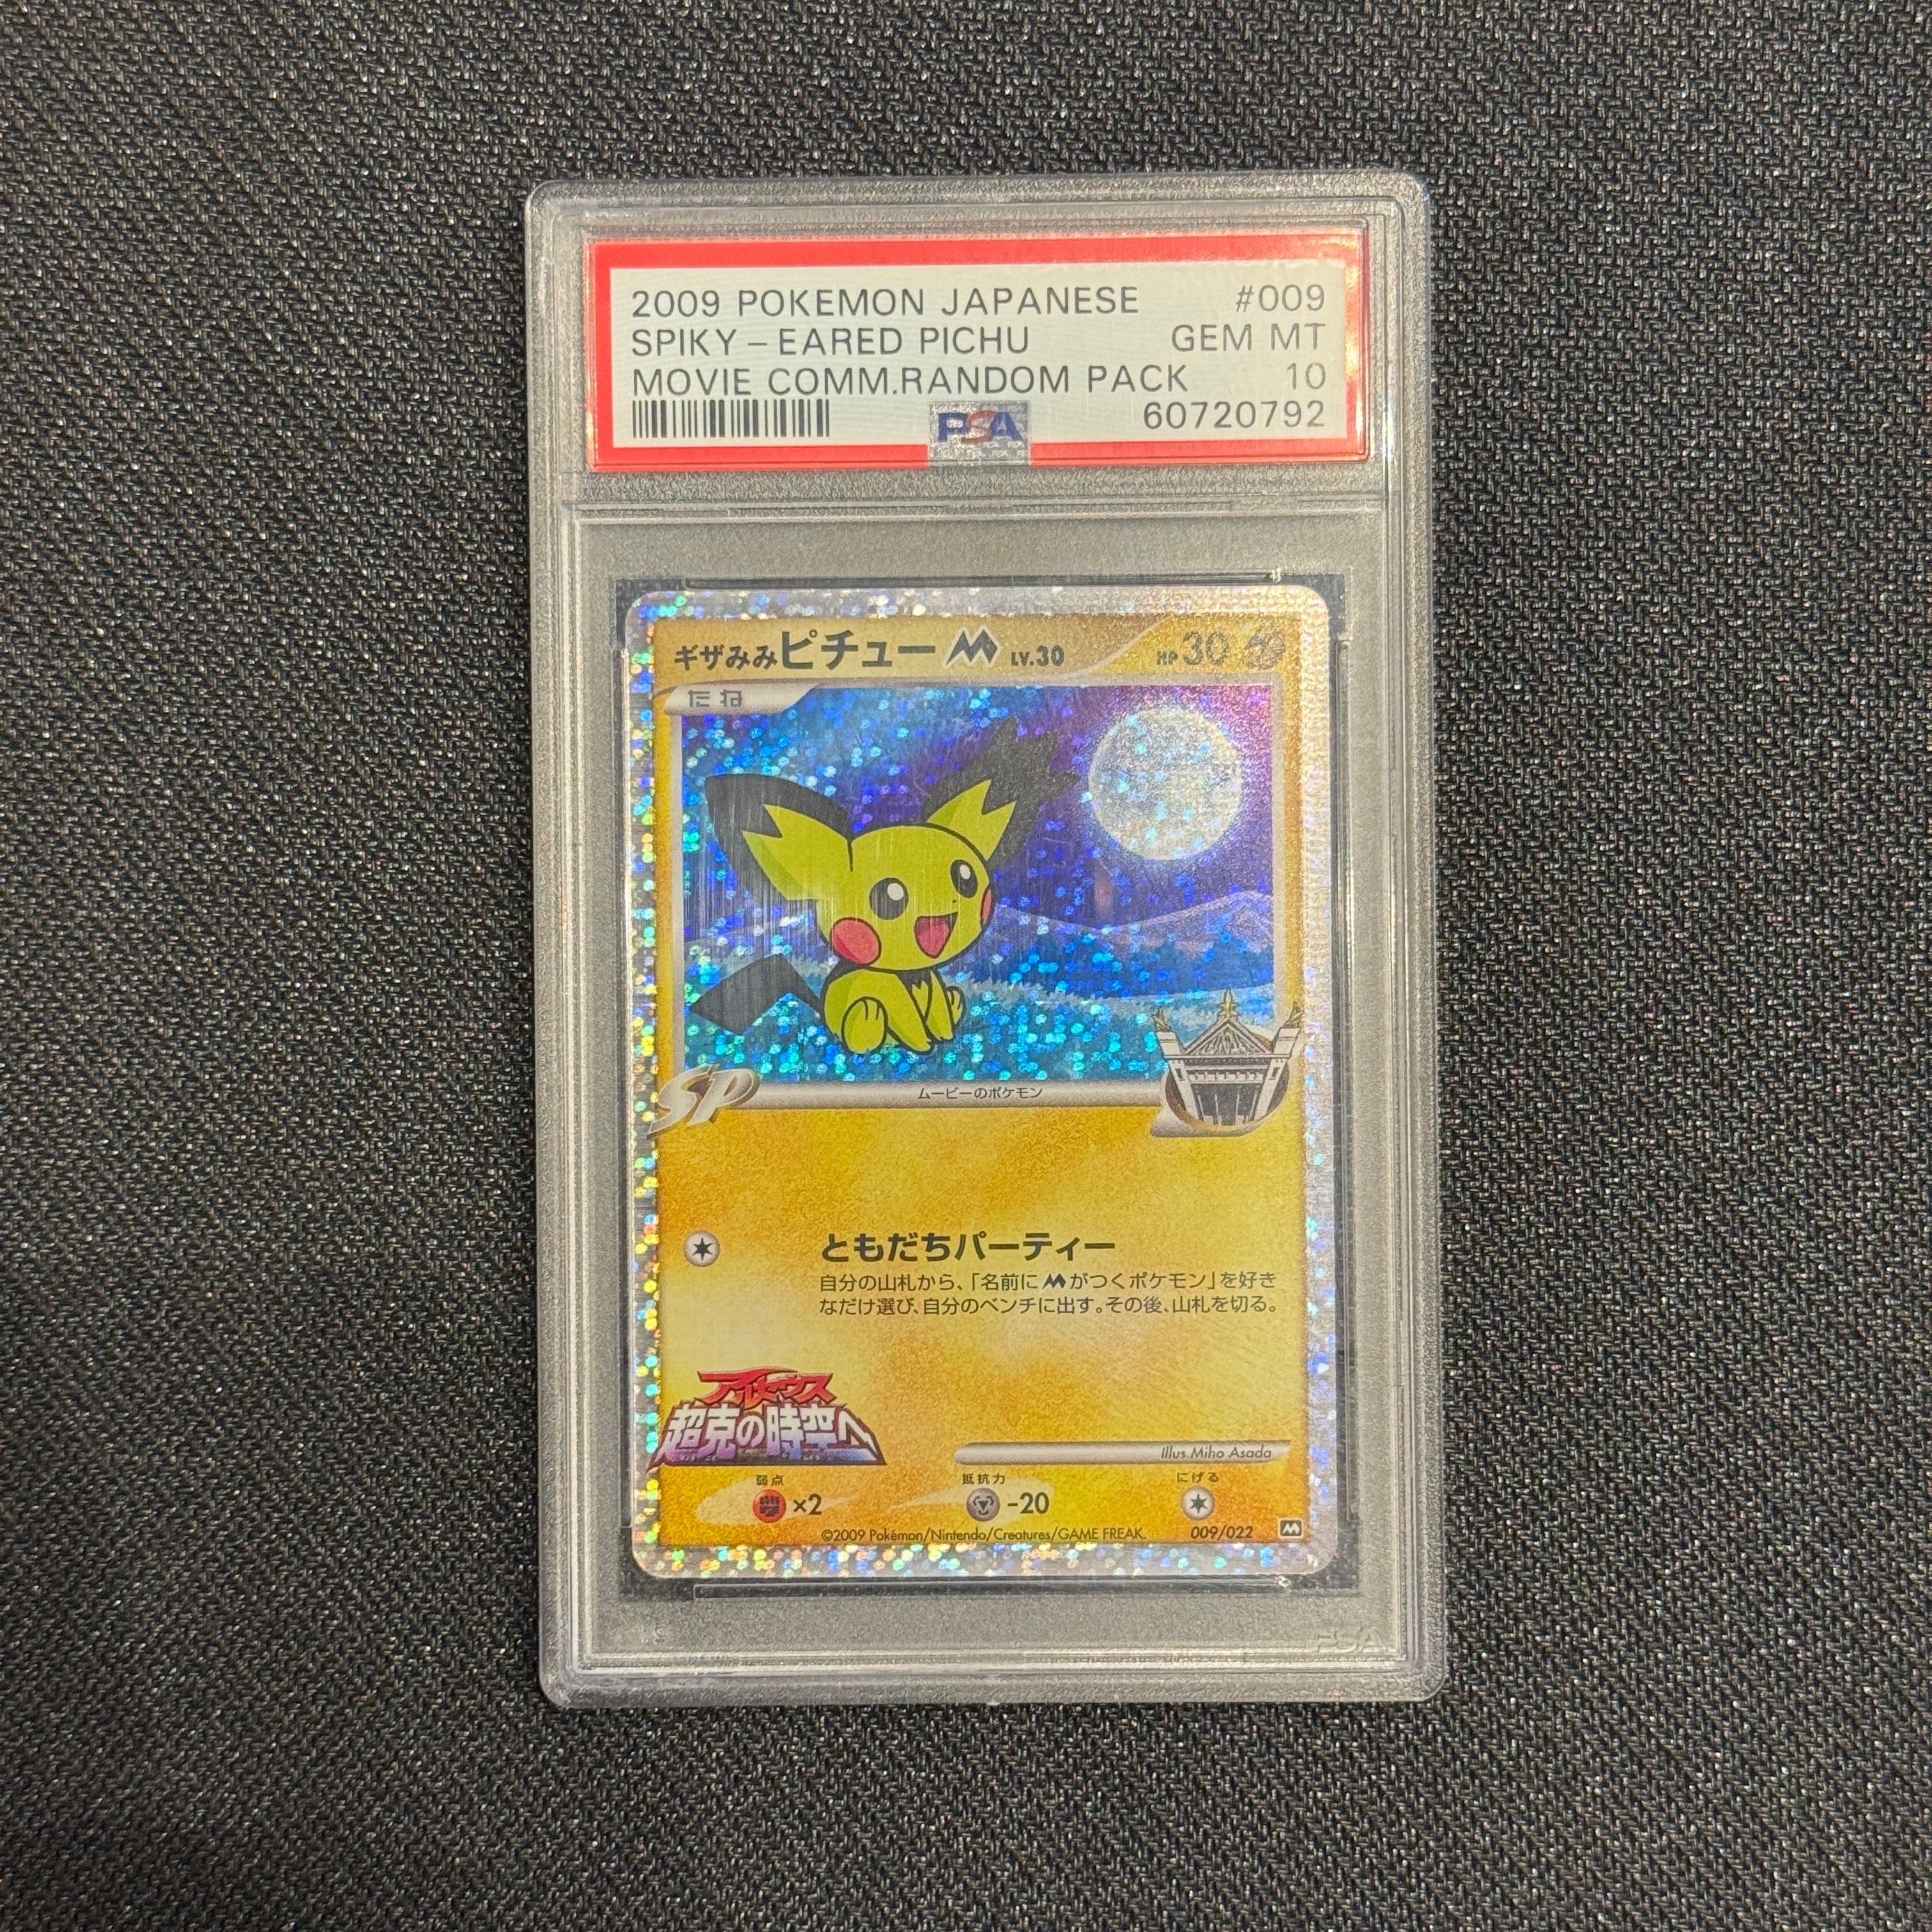 2009 POKEMON JAPANESE #009
SPIKY-EARED PICHU GEM MT
MOVIE COMM.RANDOM PACK 10
PSA 60720792
ギザみみピチュー M LV.30 HP 30
たね
SP ムービーのポケモン
ともだちパーティー
自分の山札から、「名前にMがつくポケモン」を好き
なだけ選び、自分のベンチに出す。その後、山札を切る。
アルセウス
超克の時空へ
Illus.Miho Asada
弱点 抵抗力 にげる
×2 -20
©2009 Pokémon/Nintendo/Creatures/GAME FREAK. 009/022 M
PSA